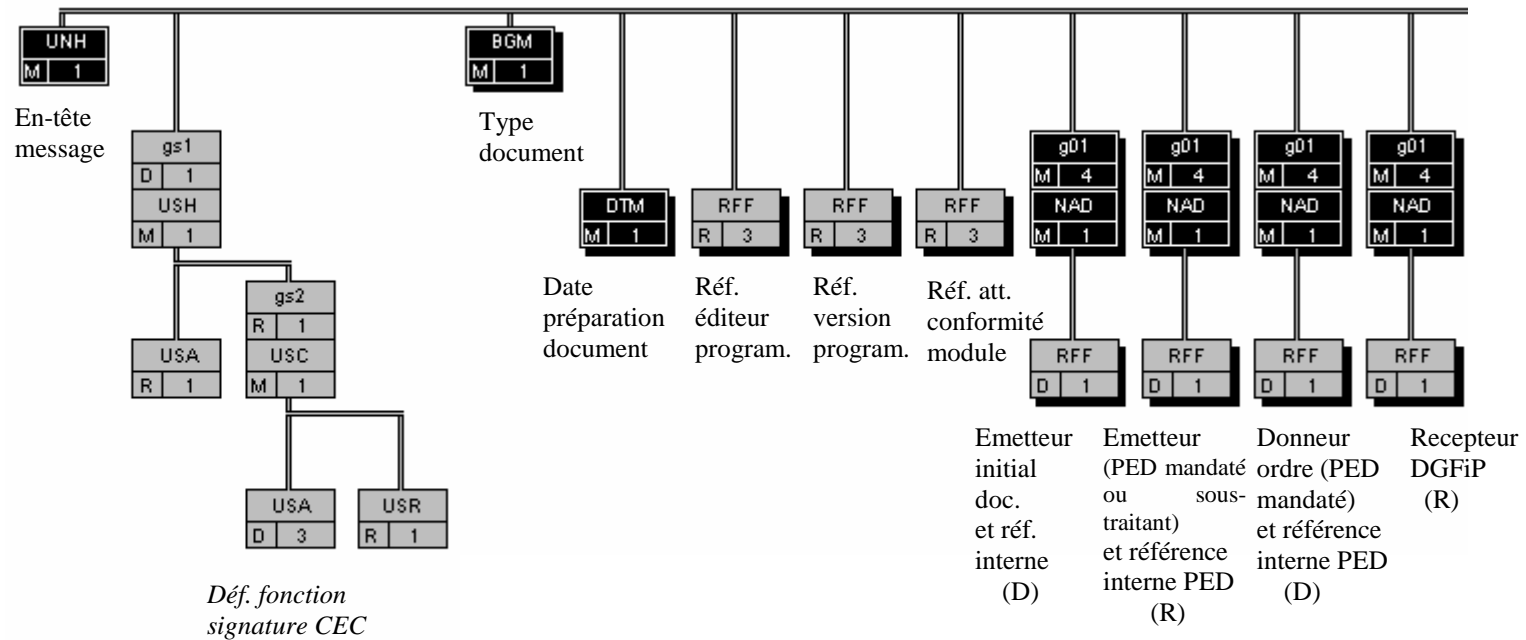 UNH
M 1
En-tête
message
gs1
D 1
USH
M 1
USA
R 1
gs2
R 1
USC
M 1
USA
D 3
USR
R 1
Déf. fonction
signature CEC
BGM
M 1
Type
document
DTM
M 1
Date
préparation
document
RFF
R 3
Réf.
éditeur
program.
RFF
R 3
Réf.
version
program.
RFF
R 3
Réf. att.
conformité
module
g01
M 4
NAD
M 1
RFF
D 1
Emetteur
initial
doc.
et réf.
interne
(D)
g01
M 4
NAD
M 1
RFF
D 1
Emetteur
(PED mandaté
ou sous-
traitant)
et référence
interne PED
(R)
g01
M 4
NAD
M 1
RFF
D 1
Donneur
ordre (PED
mandaté)
et référence
interne PED
(D)
g01
M 4
NAD
M 1
RFF
D 1
Recepteur
DGFiP
(R)